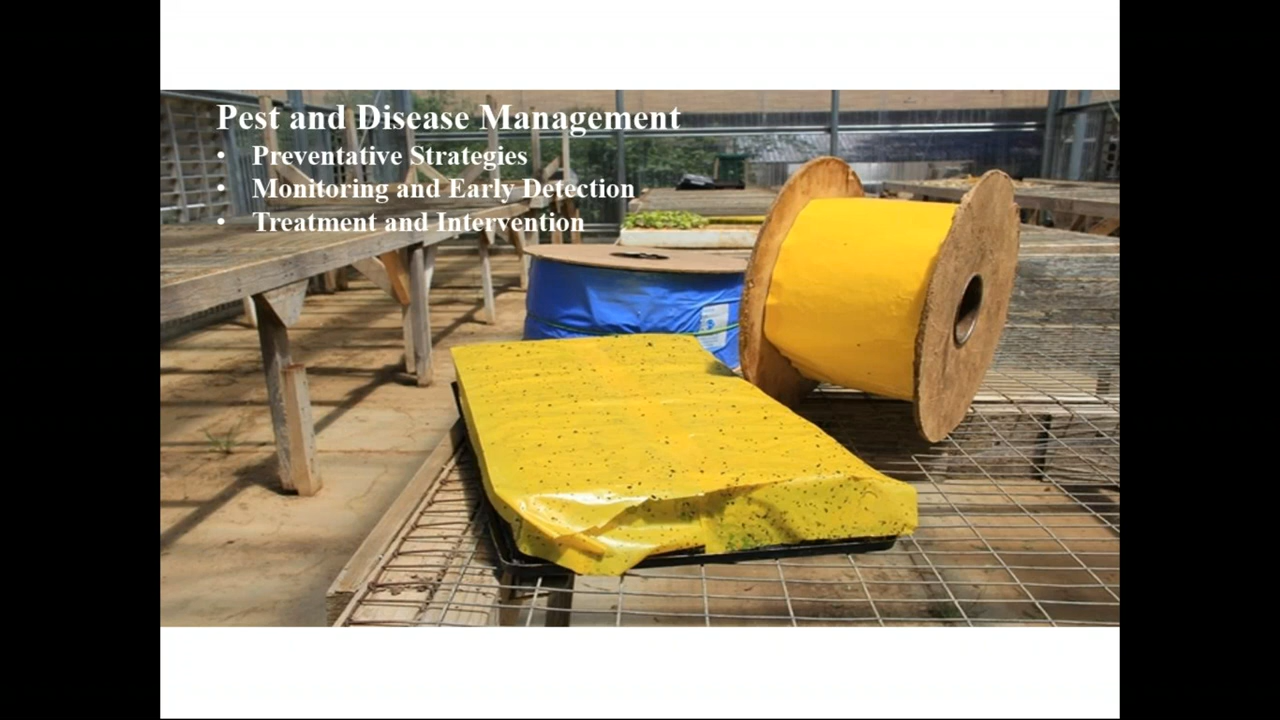 Pest and Disease Management
• Preventative Strategies
• Monitoring and Early Detection
• Treatment and Intervention